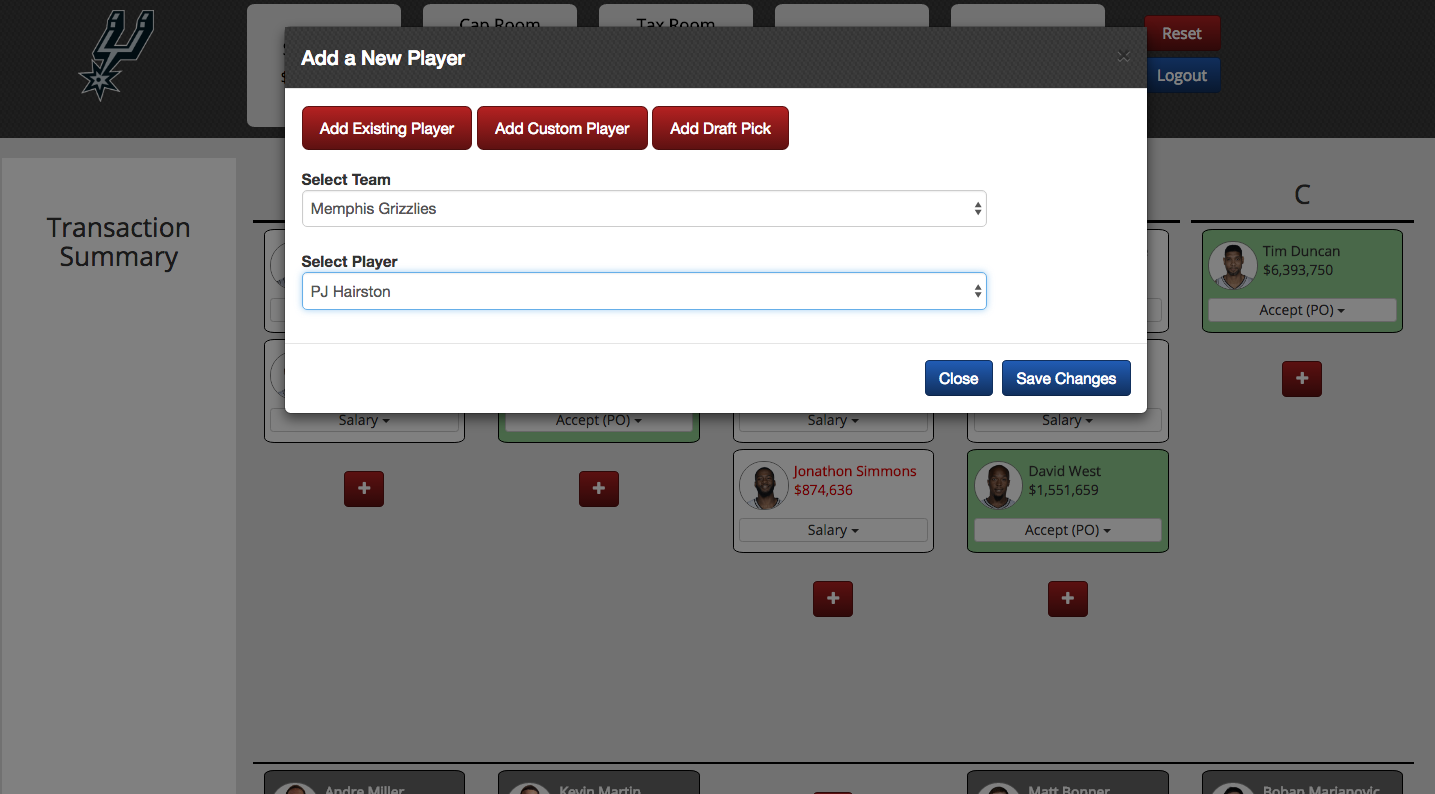 Cap Room
Tax Room
Reset
Logout
Add a New Player
×
Add Existing Player
Add Custom Player
Add Draft Pick
Select Team
Memphis Grizzlies
Select Player
PJ Hairston
Close
Save Changes
Transaction
Summary
C
Tim Duncan
$6,393,750
Accept (PO)
Salary
Accept (PO)
Salary
Salary
Jonathon Simmons
$874,636
Salary
David West
$1,551,659
Accept (PO)
Andre Miller
Kevin Martin
Matt Bonner
Boban Marjanovic